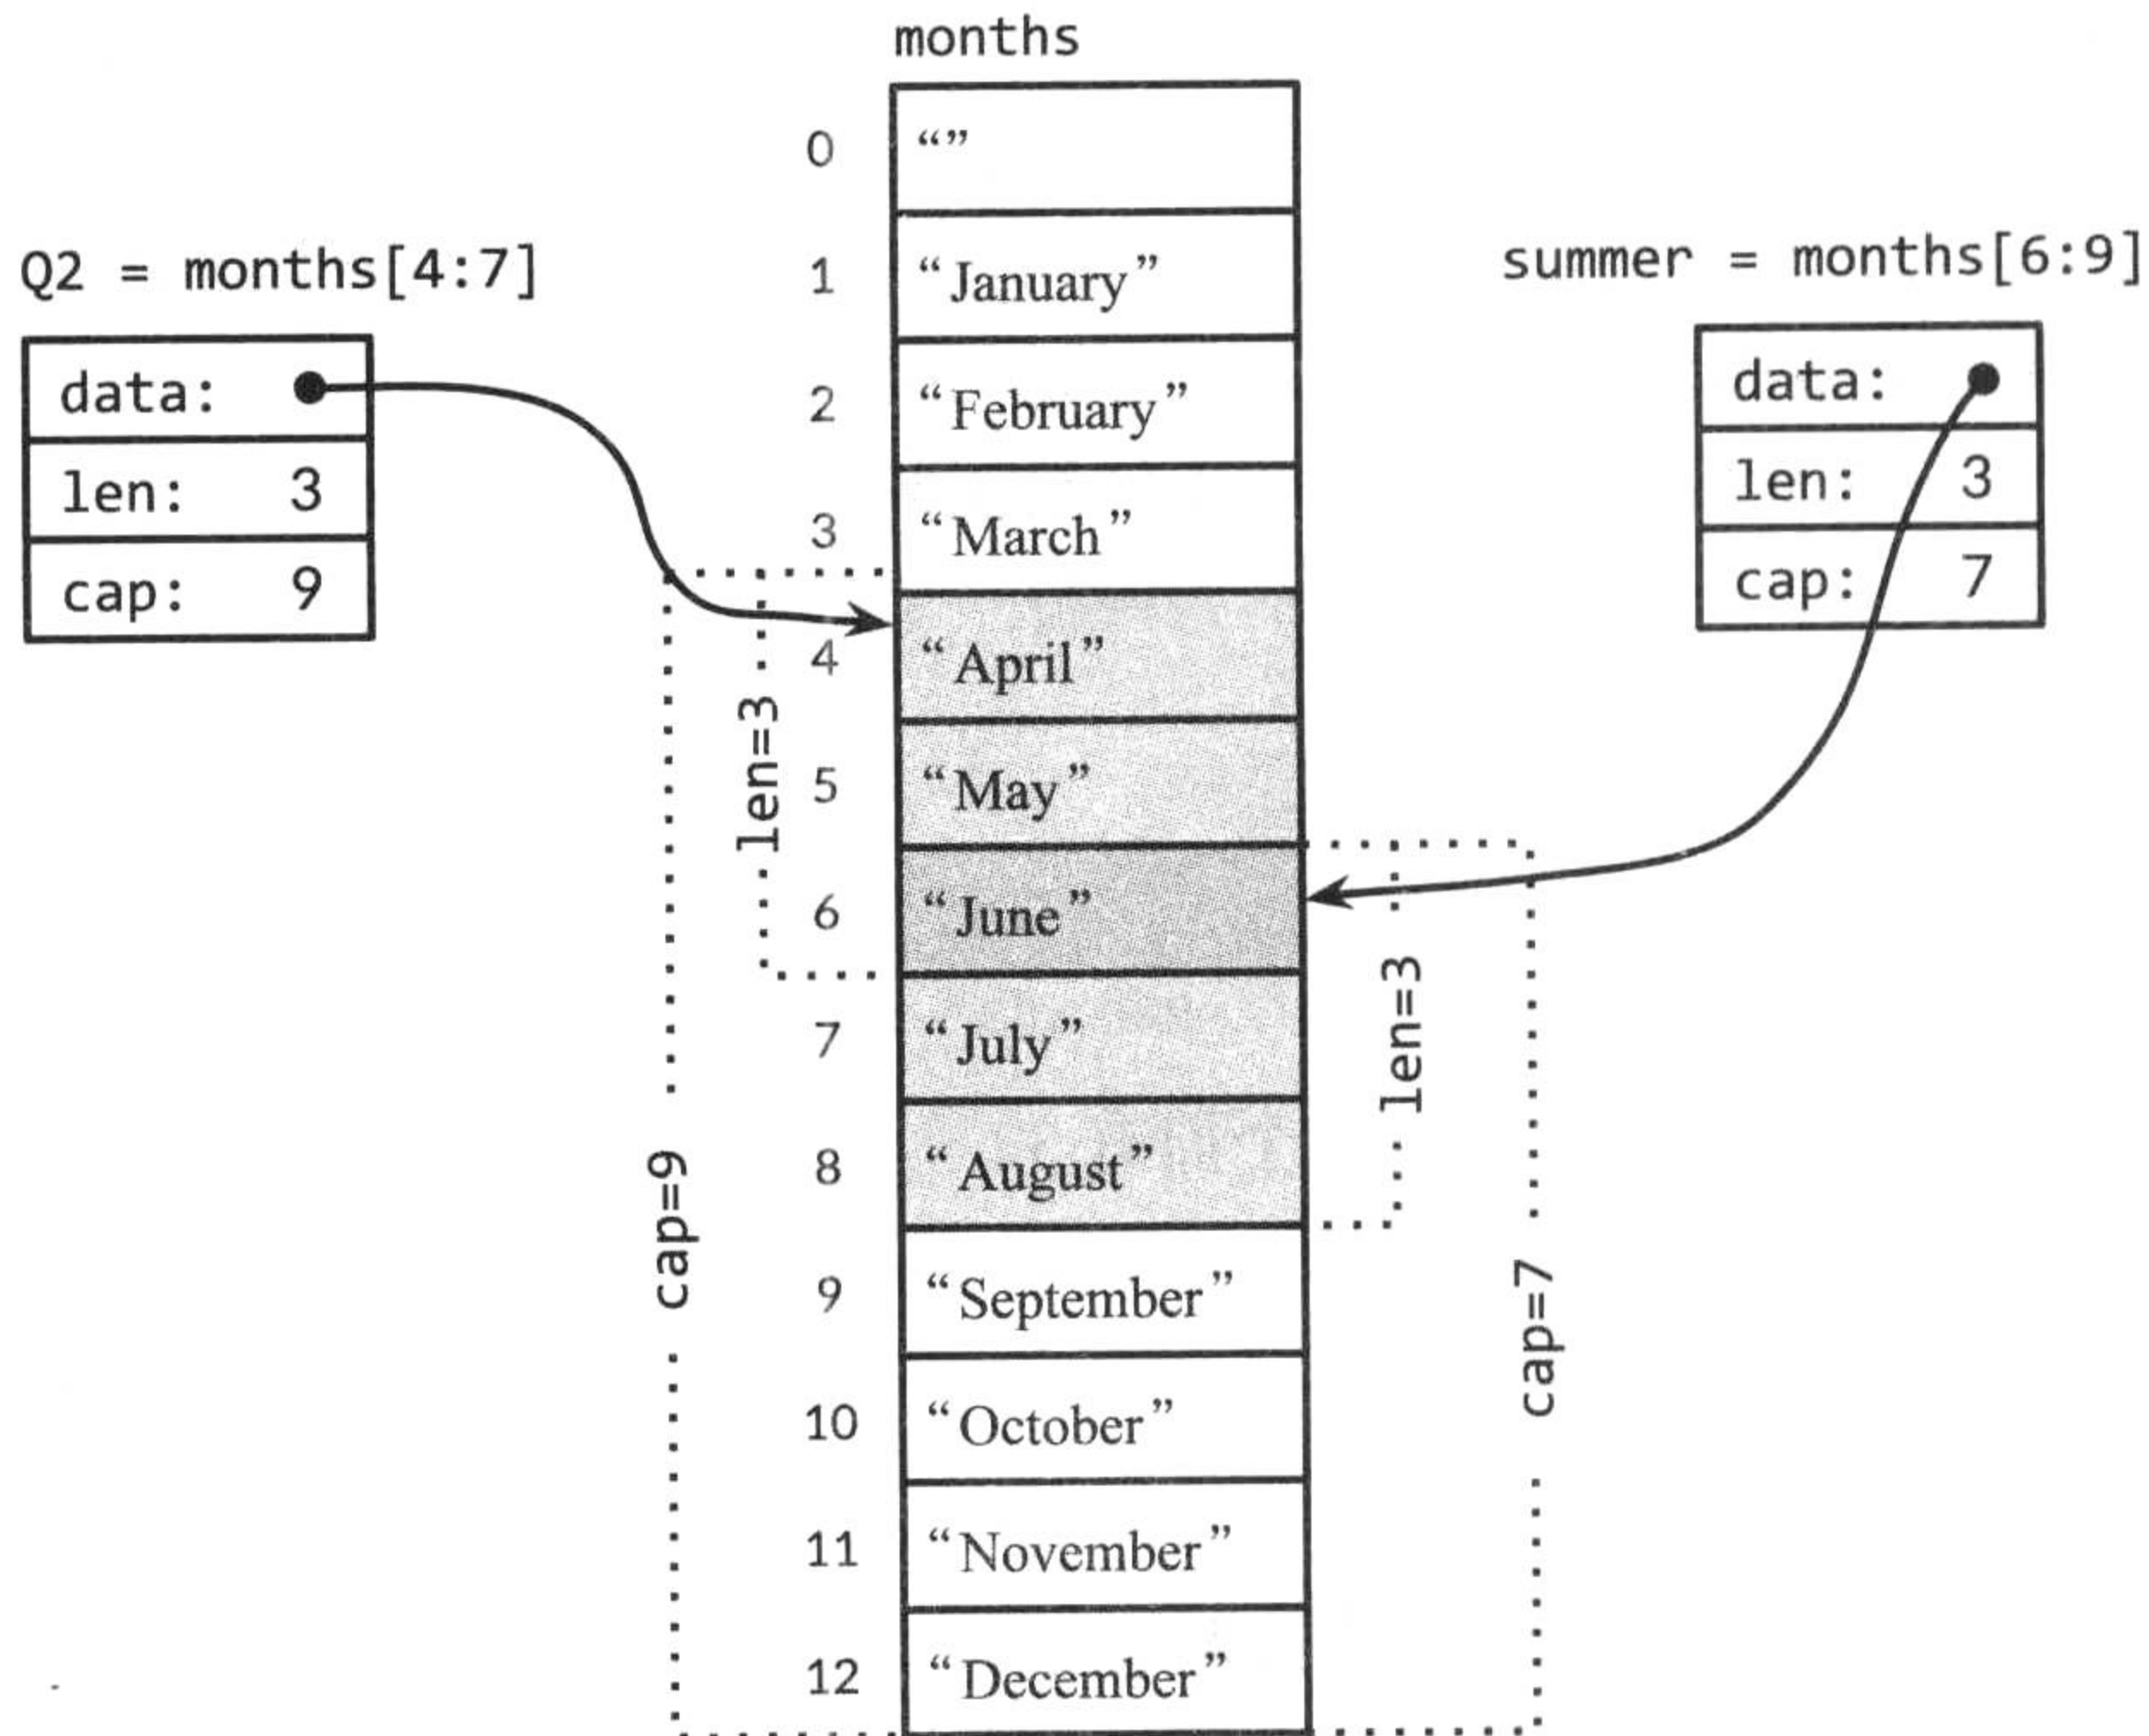 months
Q2 = months[4:7]
data:
len: 3
cap: 9
summer = months[6:9]
data:
len: 3
cap: 7
0 “”
1 “January”
2 “February”
3 “March”
4 “April”
5 “May”
6 “June”
7 “July”
8 “August”
9 “September”
10 “October”
11 “November”
12 “December”
len=3
cap=9
len=3
cap=7